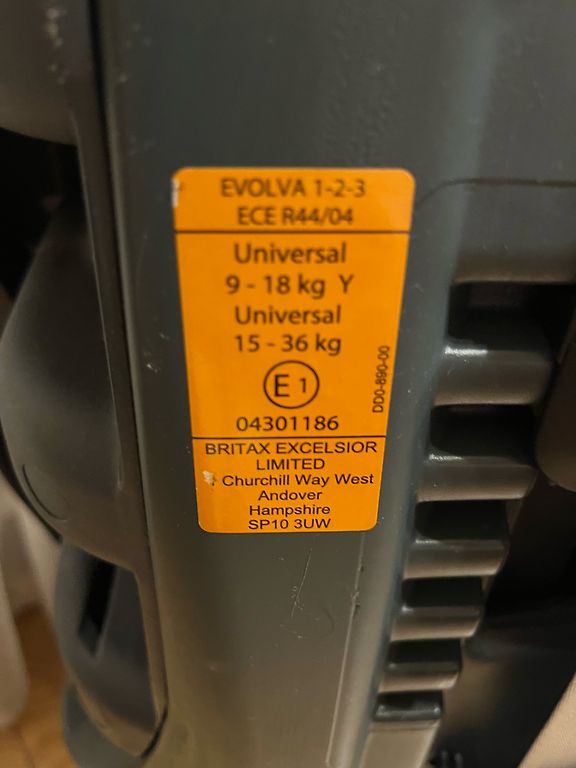 EVOLVA 1-2-3
ECE R44/04
Universal
9 - 18 kg Y
Universal
15 - 36 kg
E 1
04301186
DD0-890-00
BRITAX EXCELSIOR
LIMITED
Churchill Way West
Andover
Hampshire
SP10 3UW